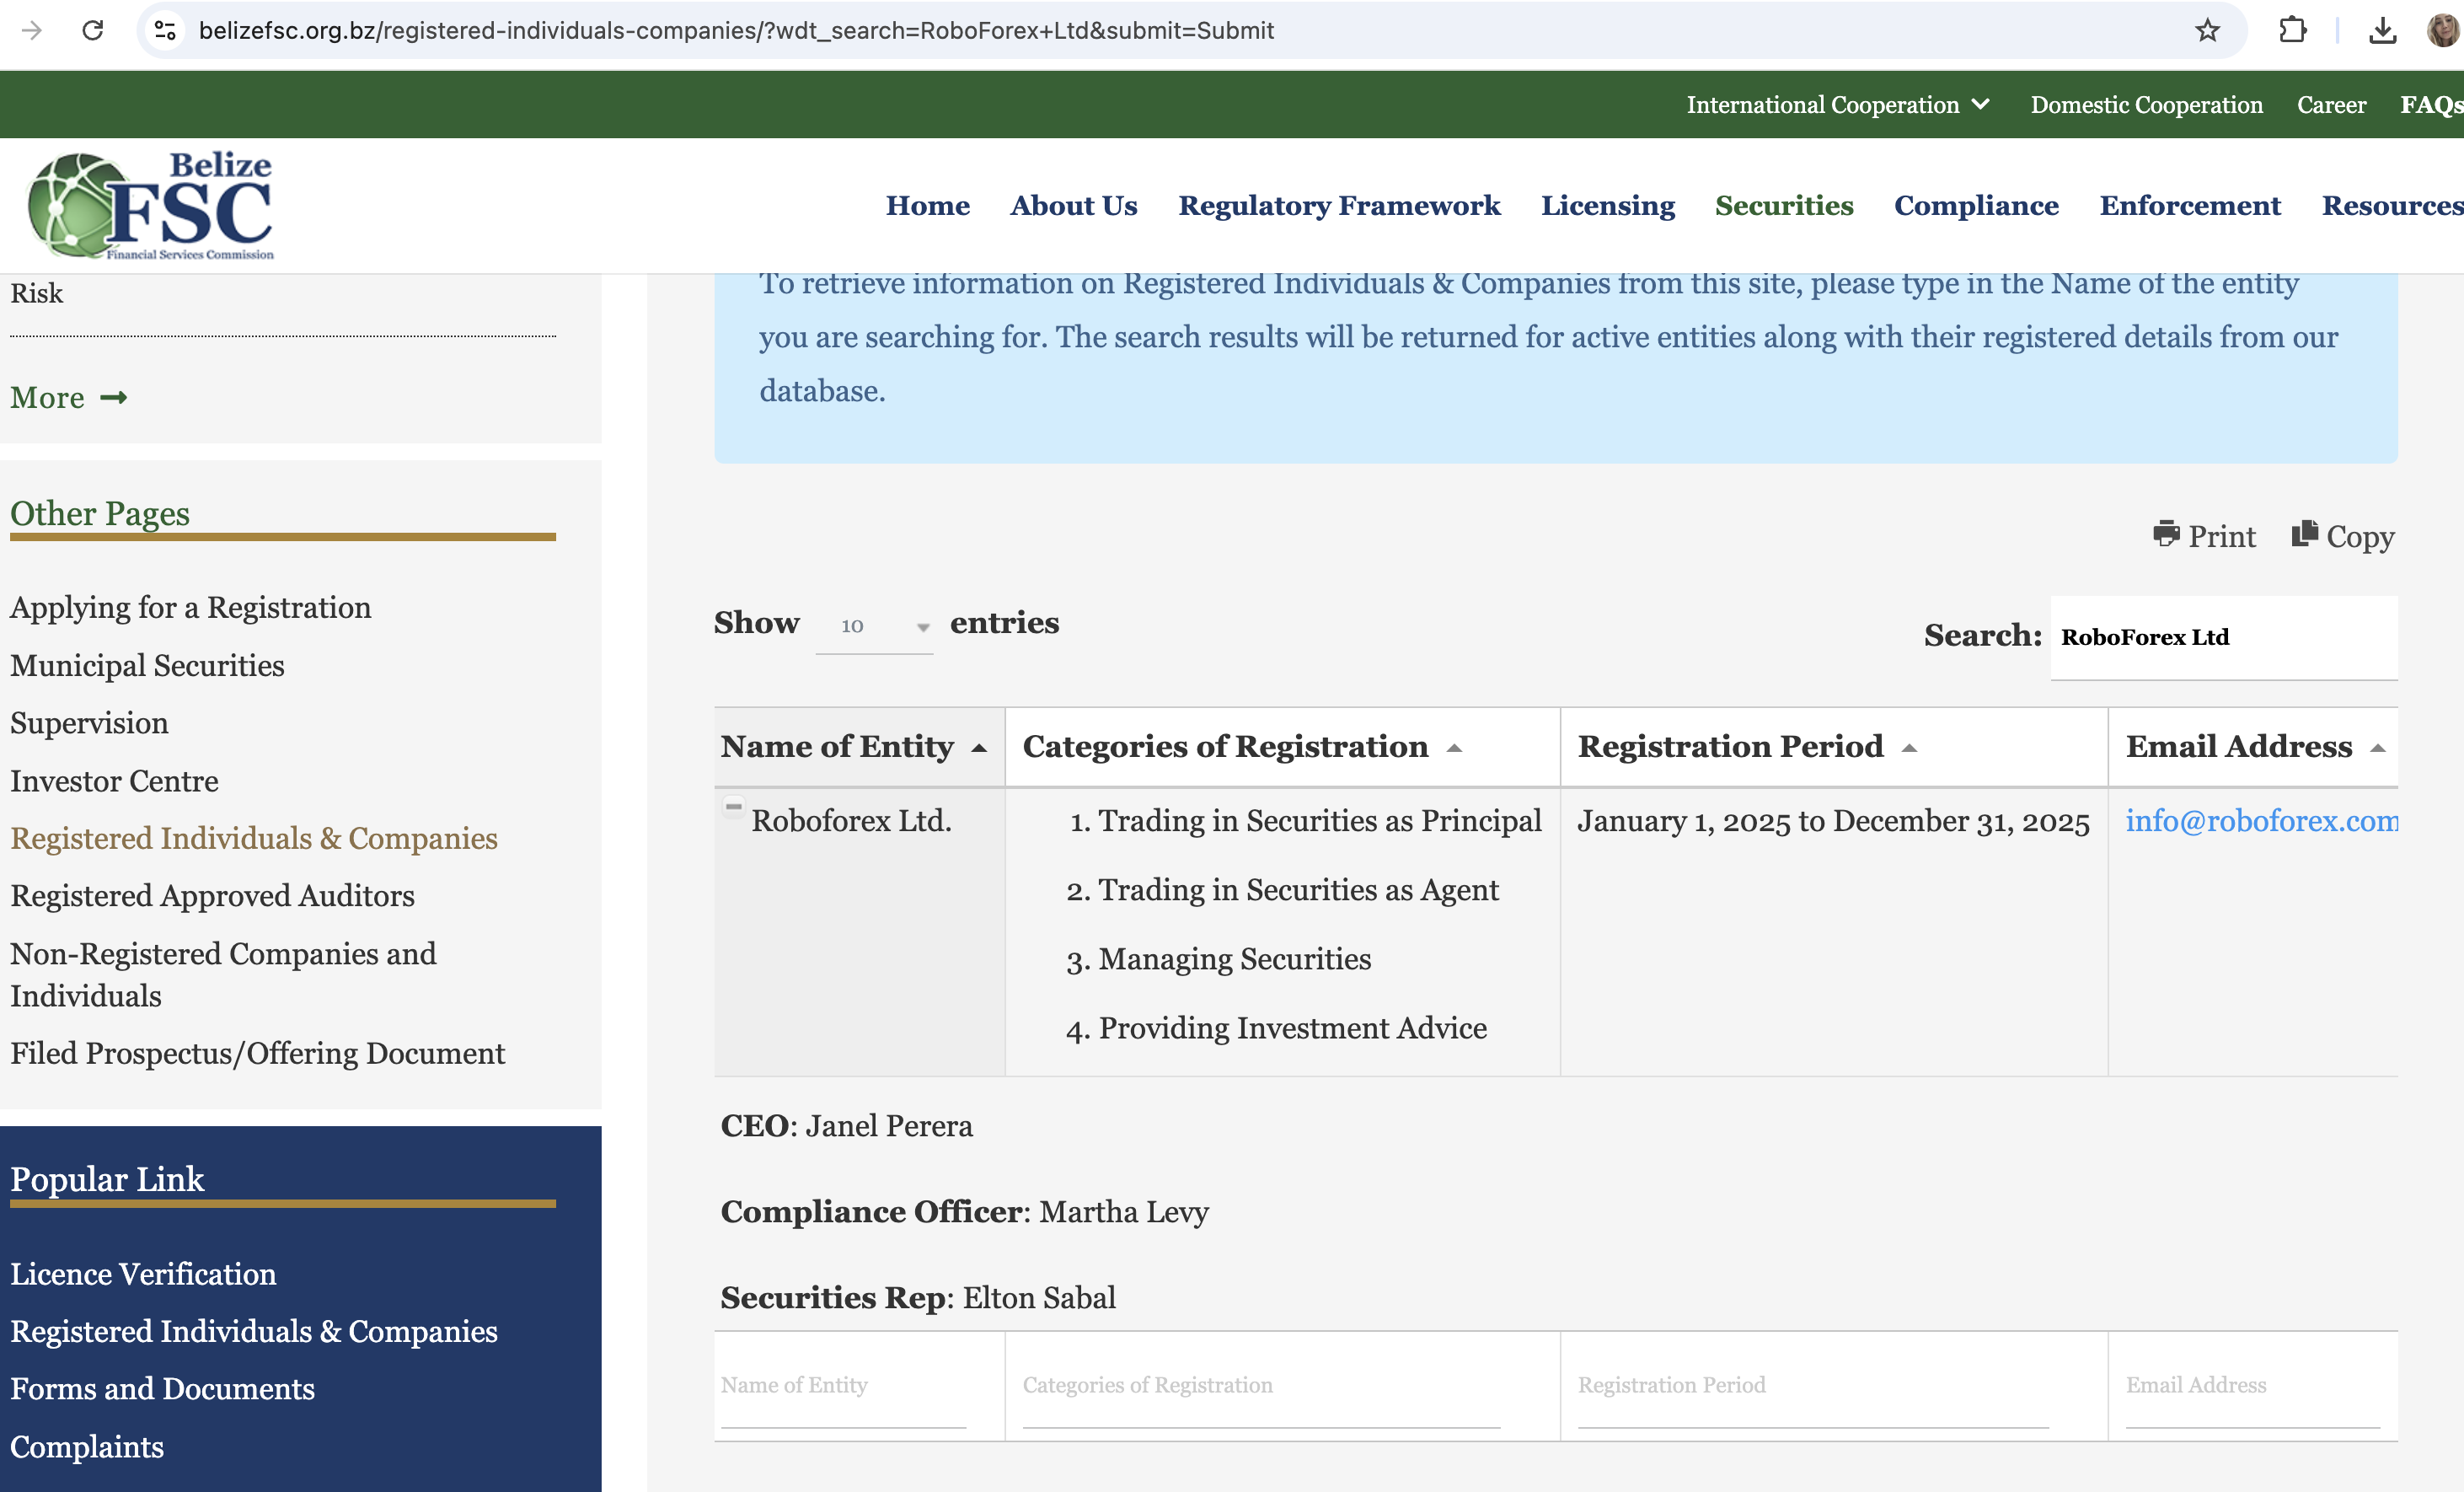 belizefsc.org.bz/registered-individuals-companies/?wdt_search=RoboForex+Ltd&submit=Submit
International Cooperation Domestic Cooperation Career FAQs
Belize
FSC
Financial Services Commission
Home About Us Regulatory Framework Licensing Securities Compliance Enforcement Resources
Risk
More
Other Pages
Applying for a Registration
Municipal Securities
Supervision
Investor Centre
Registered Individuals & Companies
Registered Approved Auditors
Non-Registered Companies and
Individuals
Filed Prospectus/Offering Document
Popular Link
Licence Verification
Registered Individuals & Companies
Forms and Documents
Complaints
To retrieve information on Registered Individuals & Companies from this site, please type in the Name of the entity
you are searching for. The search results will be returned for active entities along with their registered details from our
database.
Print Copy
Show 10 entries
Search: RoboForex Ltd
Name of Entity Categories of Registration Registration Period Email Address
Roboforex Ltd. 1. Trading in Securities as Principal January 1, 2025 to December 31, 2025 info@roboforex.com
2. Trading in Securities as Agent
3. Managing Securities
4. Providing Investment Advice
CEO: Janel Perera
Compliance Officer: Martha Levy
Securities Rep: Elton Sabal
Name of Entity Categories of Registration Registration Period Email Address